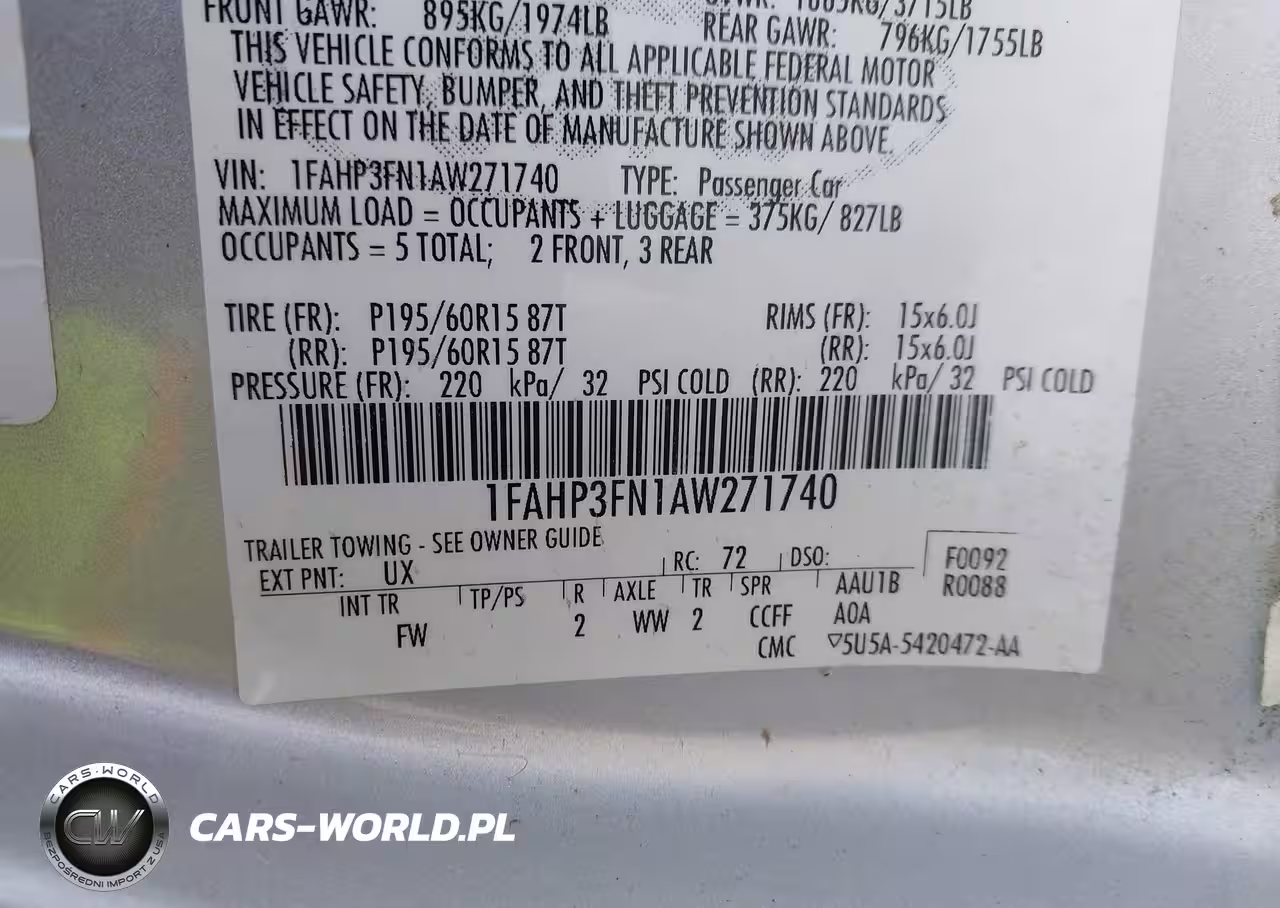 FRONT GAWR: 895KG/1974LB
REAR GAWR: 796KG/1755LB
THIS VEHICLE CONFORMS TO ALL APPLICABLE FEDERAL MOTOR
VEHICLE SAFETY, BUMPER, AND THEFT PREVENTION STANDARDS
IN EFFECT ON THE DATE OF MANUFACTURE SHOWN ABOVE.
VIN: 1FAHP3FN1AW271740 TYPE: Passenger Car
MAXIMUM LOAD = OCCUPANTS + LUGGAGE = 375KG/ 827LB
OCCUPANTS = 5 TOTAL; 2 FRONT, 3 REAR
TIRE (FR): P195/60R15 87T RIMS (FR): 15x6.0J
(RR): P195/60R15 87T (RR): 15x6.0J
PRESSURE (FR): 220 kPa/ 32 PSI COLD (RR): 220 kPa/ 32 PSI COLD
1FAHP3FN1AW271740
TRAILER TOWING - SEE OWNER GUIDE
EXT PNT: UX RC: 72 DSO: F0092
INT TR TP/PS R AXLE TR SPR AAU1B R0088
FW 2 WW 2 CCFF A0A
CMC ▽5U5A-5420472-AA
CARS-WORLD
CW
BEZPOŚREDNI IMPORT Z USA
CARS-WORLD.PL